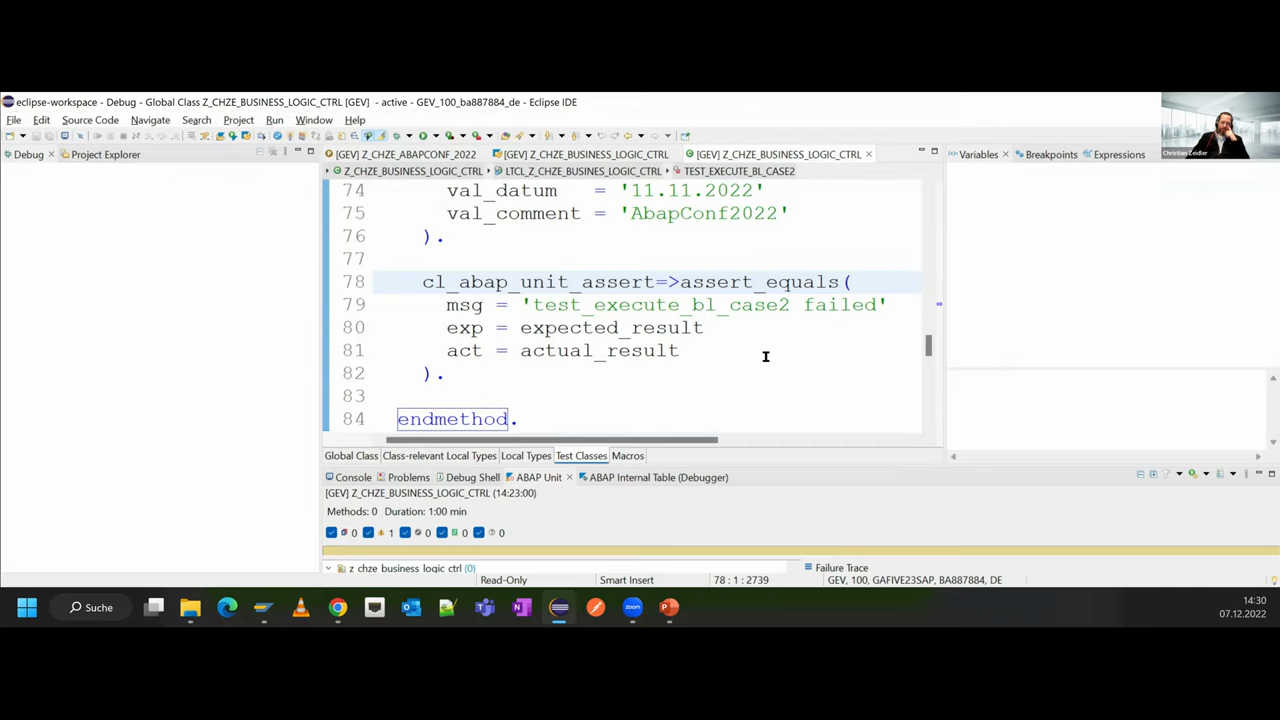 eclipse-workspace - Debug - Global Class Z_CHZE_BUSINESS_LOGIC_CTRL [GEV] - active - GEV_100_ba887884_de - Eclipse IDE
File Edit Source Code Navigate Search Project Run Window Help
Christian Zeidler
Debug Project Explorer
[GEV] Z_CHZE_ABAPCONF_2022 [GEV] Z_CHZE_BUSINESS_LOGIC_CTRL [GEV] Z_CHZE_BUSINESS_LOGIC_CTRL
Variables Breakpoints Expressions
Z_CHZE_BUSINESS_LOGIC_CTRL LTCL_Z_CHZE_BUSINESS_LOGIC_CTRL TEST_EXECUTE_BL_CASE2
74 val_datum = '11.11.2022'
75 val_comment = 'AbapConf2022'
76 ).
77
78 cl_abap_unit_assert=>assert_equals(
79 msg = 'test_execute_bl_case2 failed'
80 exp = expected_result
81 act = actual_result
82 ).
83
84 endmethod.
Global Class Class-relevant Local Types Local Types Test Classes Macros
Console Problems Debug Shell ABAP Unit ABAP Internal Table (Debugger)
[GEV] Z_CHZE_BUSINESS_LOGIC_CTRL (14:23:00)
Methods: 0 Duration: 1:00 min
0 1 0 0 0
z chze business logic ctrl (0)
Failure Trace
Read-Only Smart Insert 78 : 1 : 2739 GEV, 100, GAFIVE23SAP, BA887884, DE
Suche
zoom
14:30
07.12.2022